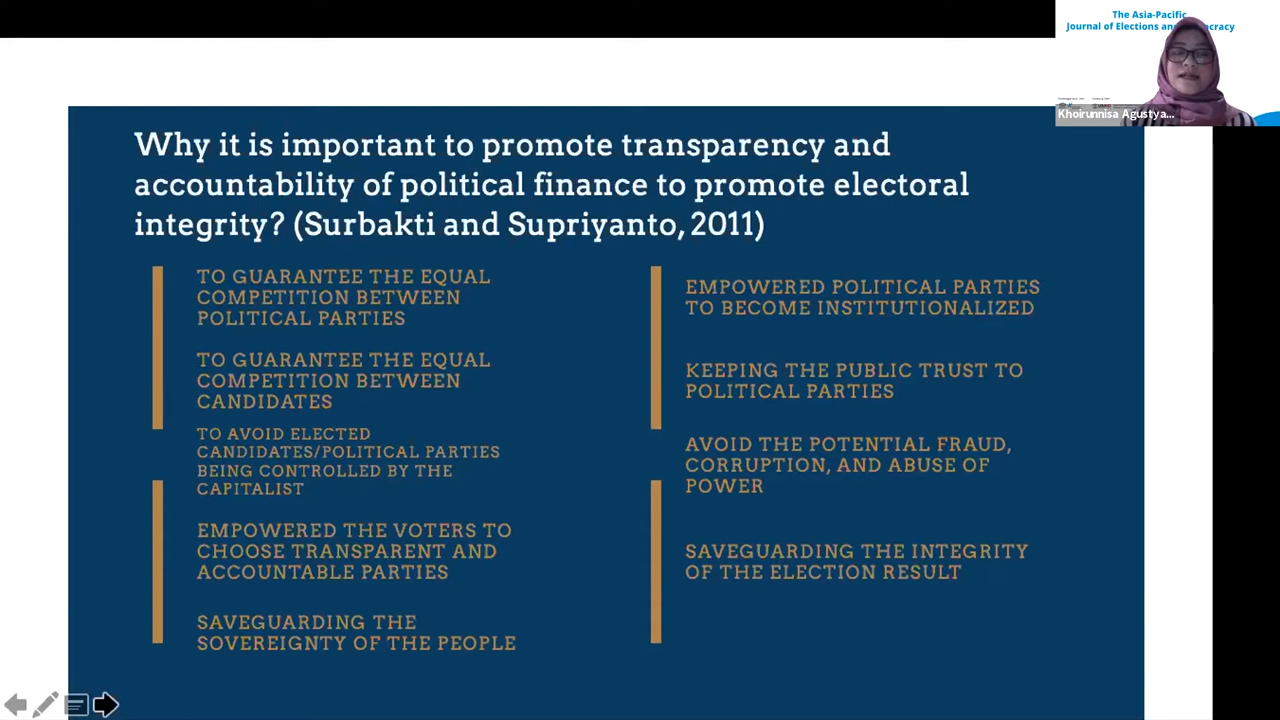 The Asia-Pacific
Journal of Elections and
Khoirunnisa Agustya...
Why it is important to promote transparency and
accountability of political finance to promote electoral
integrity? (Surbakti and Supriyanto, 2011)
TO GUARANTEE THE EQUAL
COMPETITION BETWEEN
POLITICAL PARTIES
TO GUARANTEE THE EQUAL
COMPETITION BETWEEN
CANDIDATES
TO AVOID ELECTED
CANDIDATES/POLITICAL PARTIES
BEING CONTROLLED BY THE
CAPITALIST
EMPOWERED THE VOTERS TO
CHOOSE TRANSPARENT AND
ACCOUNTABLE PARTIES
SAVEGUARDING THE
SOVEREIGNTY OF THE PEOPLE
EMPOWERED POLITICAL PARTIES
TO BECOME INSTITUTIONALIZED
KEEPING THE PUBLIC TRUST TO
POLITICAL PARTIES
AVOID THE POTENTIAL FRAUD,
CORRUPTION, AND ABUSE OF
POWER
SAVEGUARDING THE INTEGRITY
OF THE ELECTION RESULT